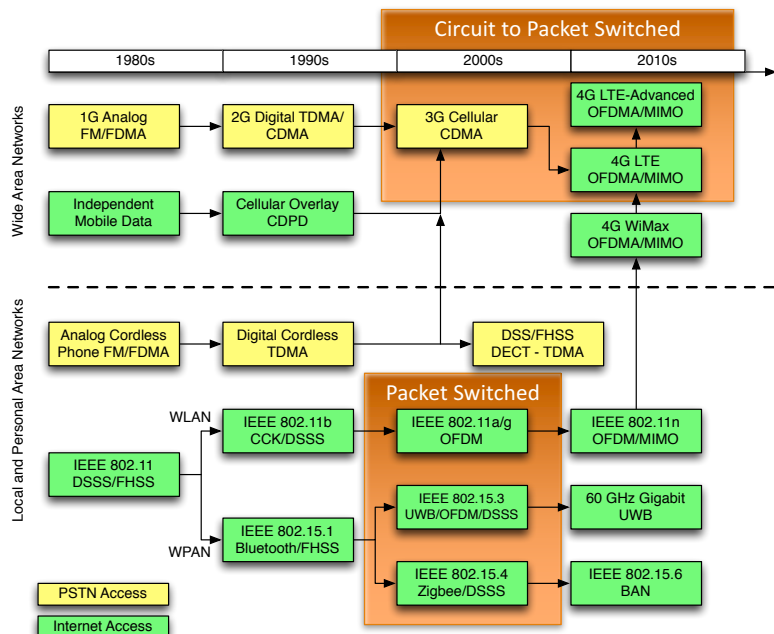 Circuit to Packet Switched
1980s
1990s
2000s
2010s
Wide Area Networks
1G Analog
FM/FDMA
2G Digital TDMA/
CDMA
3G Cellular
CDMA
4G LTE-Advanced
OFDMA/MIMO
4G LTE
OFDMA/MIMO
Independent
Mobile Data
Cellular Overlay
CDPD
4G WiMax
OFDMA/MIMO
Local and Personal Area Networks
Analog Cordless
Phone FM/FDMA
Digital Cordless
TDMA
DSS/FHSS
DECT - TDMA
Packet Switched
WLAN
IEEE 802.11b
CCK/DSSS
IEEE 802.11a/g
OFDM
IEEE 802.11n
OFDM/MIMO
IEEE 802.11
DSSS/FHSS
IEEE 802.15.3
UWB/OFDM/DSSS
60 GHz Gigabit
UWB
WPAN
IEEE 802.15.1
Bluetooth/FHSS
IEEE 802.15.4
Zigbee/DSSS
IEEE 802.15.6
BAN
PSTN Access
Internet Access